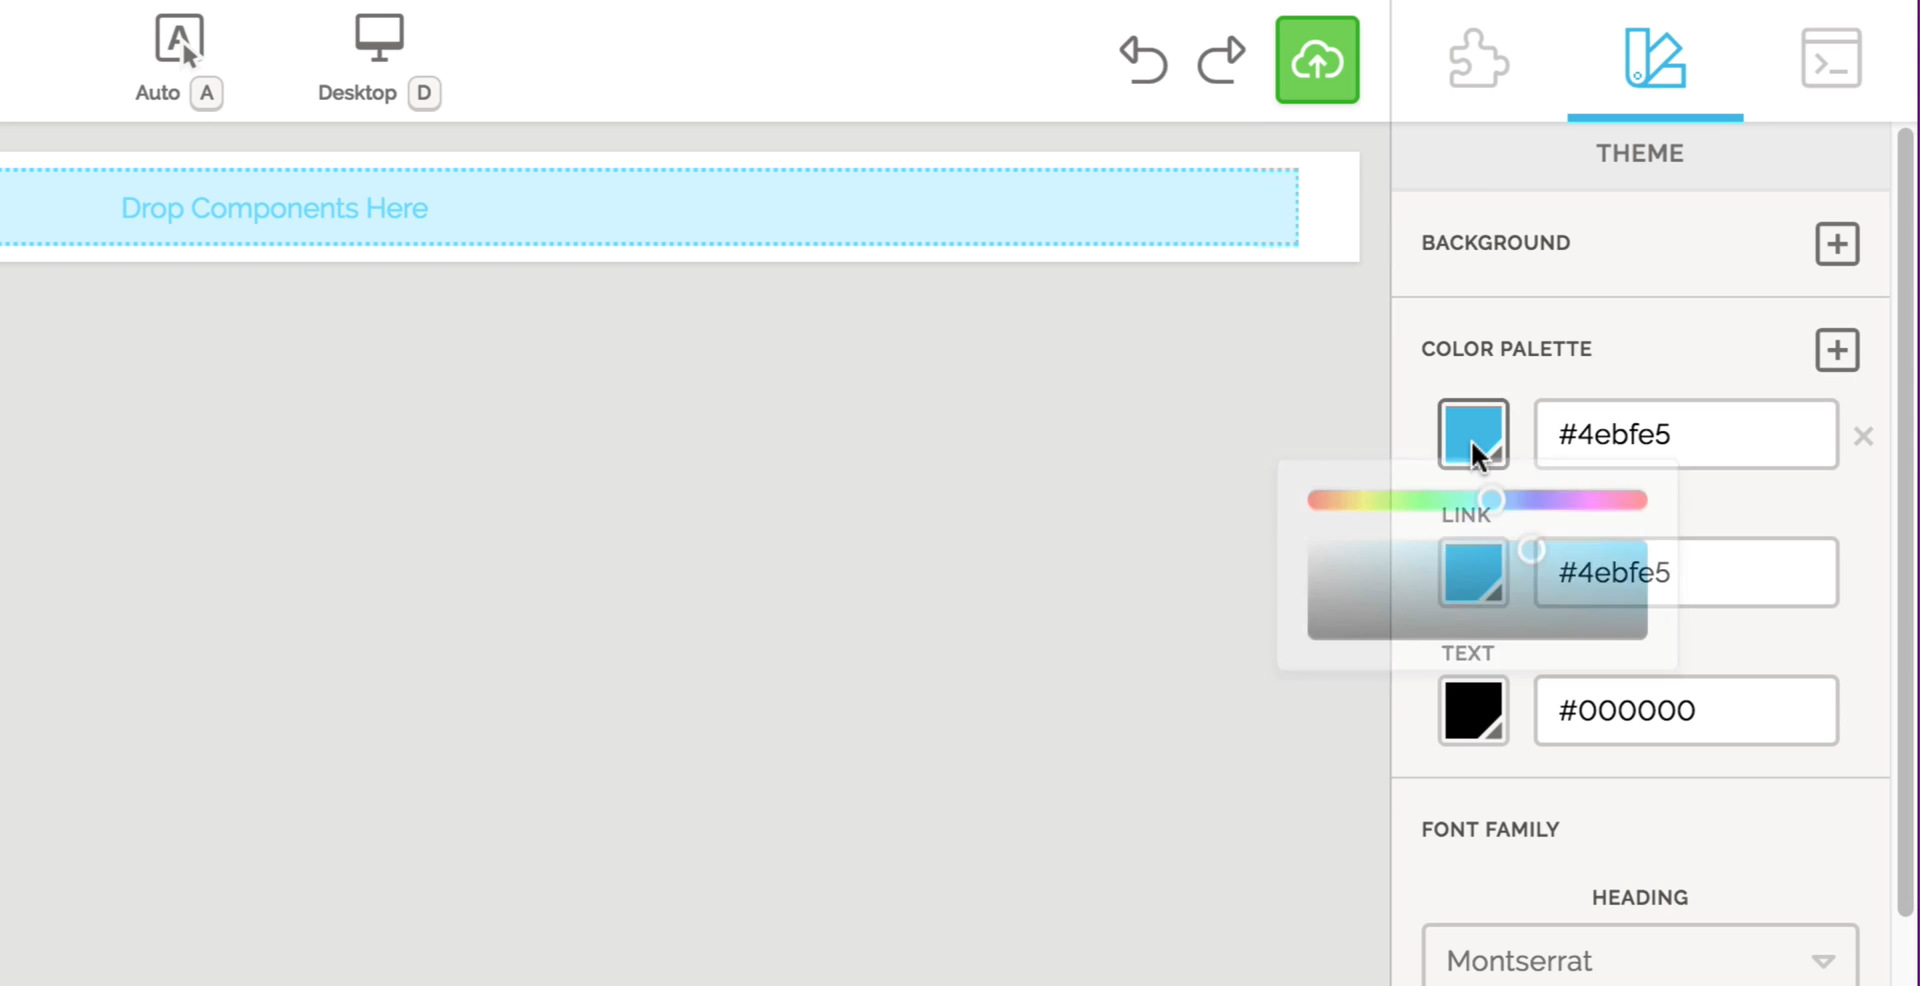 A
Auto A
Desktop D
THEME
Drop Components Here
BACKGROUND
COLOR PALETTE
#4ebfe5
LINK
#4ebfe5
TEXT
#000000
FONT FAMILY
HEADING
Montserrat